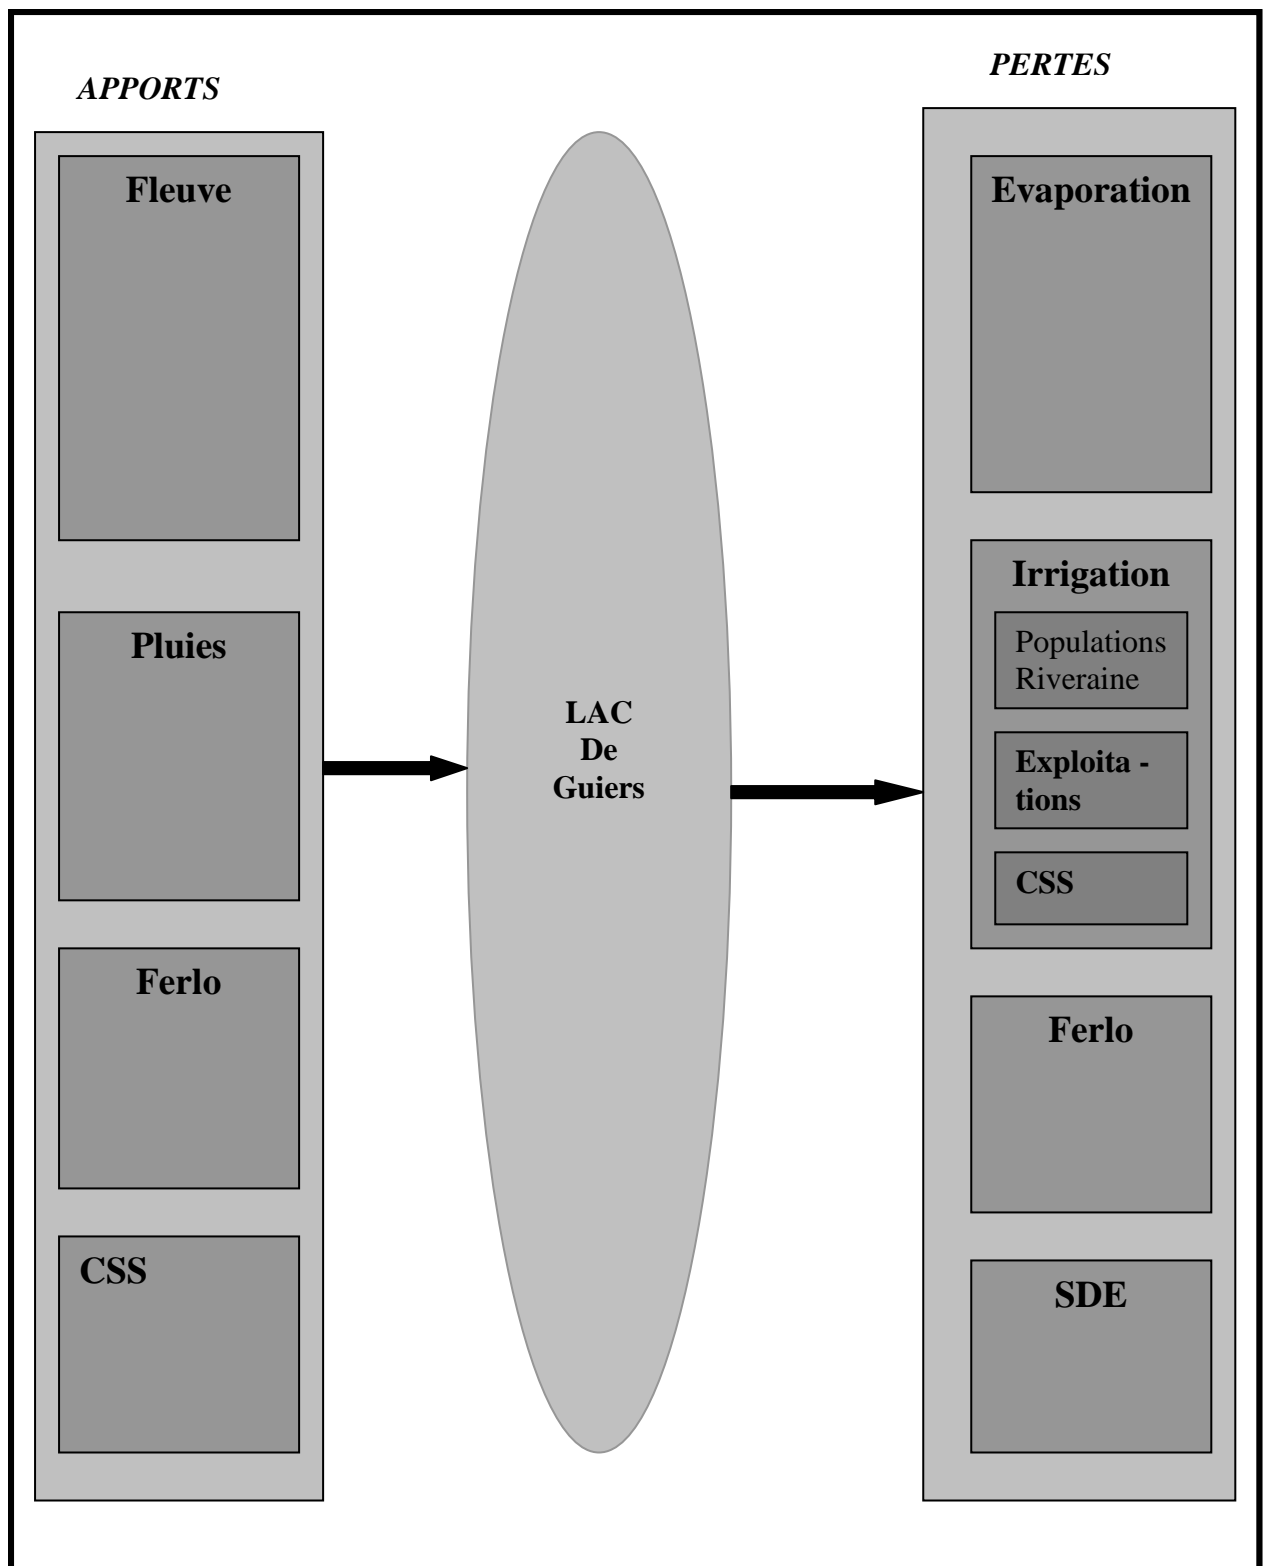 APPORTS
Fleuve
Pluies
Ferlo
CSS
LAC
De
Guiers
PERTES
Evaporation
Irrigation
Populations
Riveraine
Exploita -
tions
CSS
Ferlo
SDE